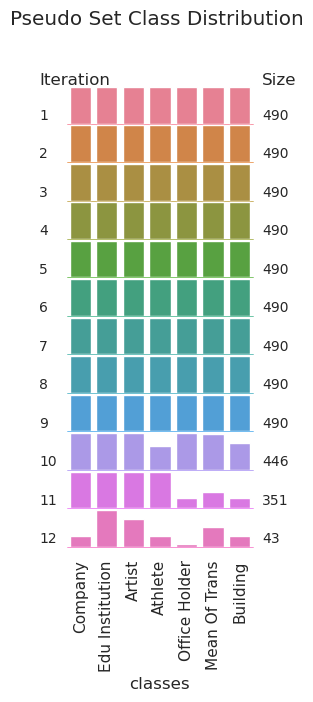 Pseudo Set Class Distribution
Iteration Size
1 490
2 490
3 490
4 490
5 490
6 490
7 490
8 490
9 490
10 446
11 351
12 43
Company
Edu Institution
Artist
Athlete
Office Holder
Mean Of Trans
Building
classes